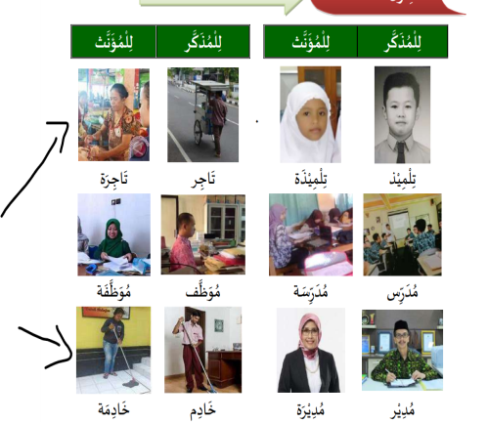 لِلْمُذَكَّر لِلْمُؤَنَّث لِلْمُذَكَّر لِلْمُؤَنَّث
تِلْمِيْذ تِلْمِيْذَة تَاجِر تَاجِرَة
مُدَرِّس مُدَرِّسَة مُوَظَّف مُوَظَّفَة
مُدِيْر مُدِيْرَة خَادِم خَادِمَة